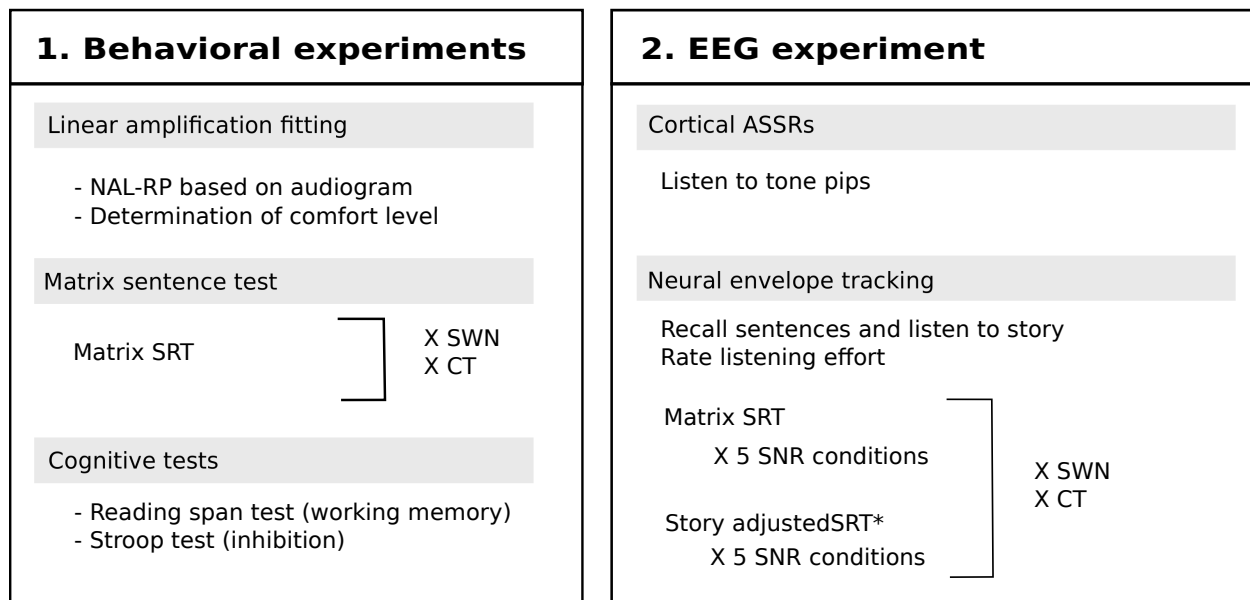 1. Behavioral experiments
Linear amplification fitting
- NAL-RP based on audiogram
- Determination of comfort level
Matrix sentence test
Matrix SRT
X SWN
X CT
Cognitive tests
- Reading span test (working memory)
- Stroop test (inhibition)
2. EEG experiment
Cortical ASSRs
Listen to tone pips
Neural envelope tracking
Recall sentences and listen to story
Rate listening effort
Matrix SRT
X 5 SNR conditions
Story adjustedSRT*
X 5 SNR conditions
X SWN
X CT